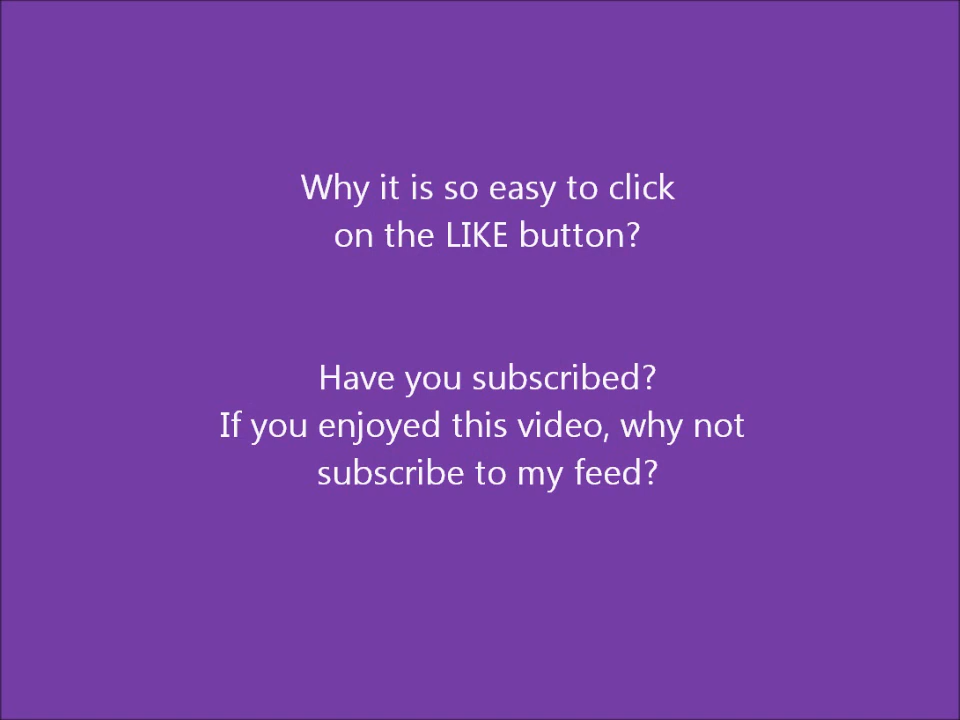 Why it is so easy to click
on the LIKE button?
Have you subscribed?
If you enjoyed this video, why not
subscribe to my feed?